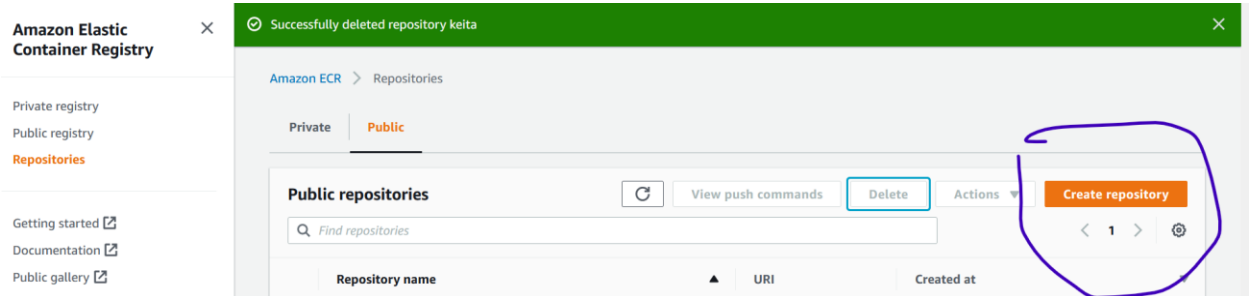 Amazon Elastic
Container Registry
Private registry
Public registry
Repositories
Getting started
Documentation
Public gallery
Successfully deleted repository keita
Amazon ECR > Repositories
Private Public
Public repositories View push commands Delete Actions Create repository
Find repositories < 1 >
Repository name URI Created at